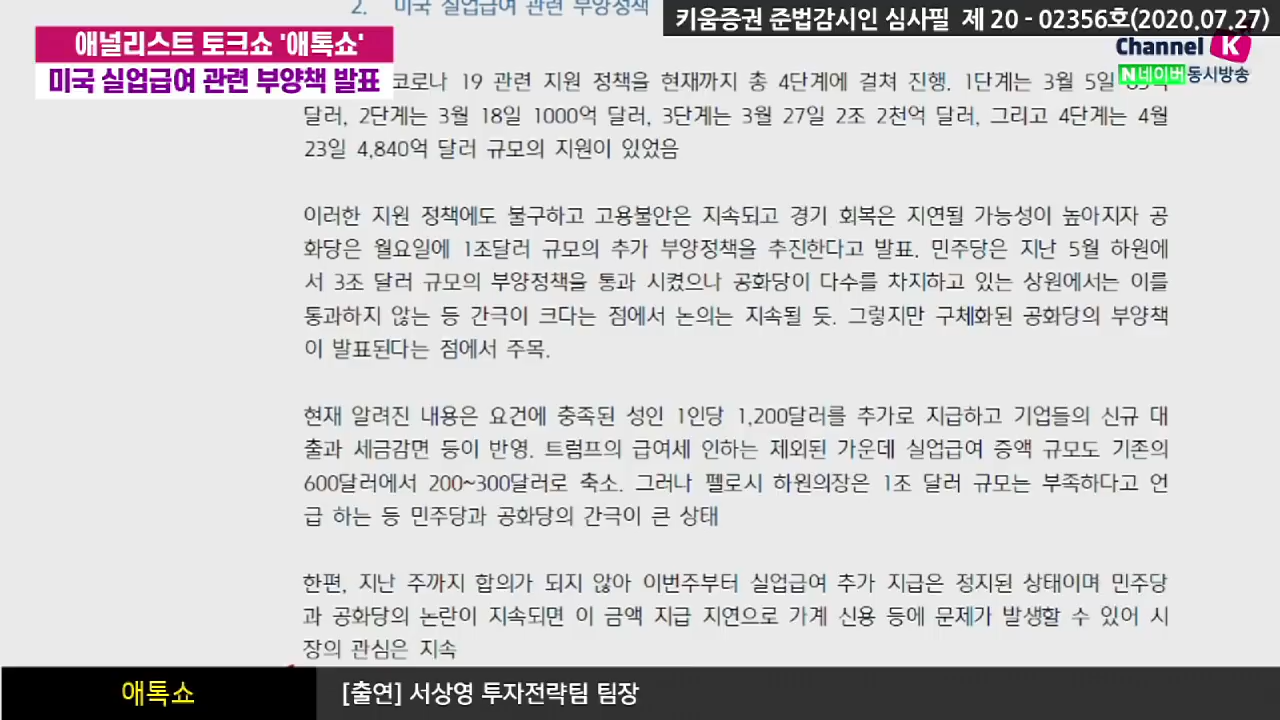 2. 미국 실업급여 관련 부양정책
키움증권 준법감시인 심사필 제 20 - 02356호(2020.07.27)
애널리스트 토크쇼 '애톡쇼'
미국 실업급여 관련 부양책 발표
Channel K
N 네이버 동시방송
코로나 19 관련 지원 정책을 현재까지 총 4단계에 걸쳐 진행. 1단계는 3월 5일
달러, 2단계는 3월 18일 1000억 달러, 3단계는 3월 27일 2조 2천억 달러, 그리고 4단계는 4월
23일 4,840억 달러 규모의 지원이 있었음
이러한 지원 정책에도 불구하고 고용불안은 지속되고 경기 회복은 지연될 가능성이 높아지자 공
화당은 월요일에 1조달러 규모의 추가 부양정책을 추진한다고 발표. 민주당은 지난 5월 하원에
서 3조 달러 규모의 부양정책을 통과 시켰으나 공화당이 다수를 차지하고 있는 상원에서는 이를
통과하지 않는 등 간극이 크다는 점에서 논의는 지속될 듯. 그렇지만 구체화된 공화당의 부양책
이 발표된다는 점에서 주목.
현재 알려진 내용은 요건에 충족된 성인 1인당 1,200달러를 추가로 지급하고 기업들의 신규 대
출과 세금감면 등이 반영. 트럼프의 급여세 인하는 제외된 가운데 실업급여 증액 규모도 기존의
600달러에서 200~300달러로 축소. 그러나 펠로시 하원의장은 1조 달러 규모는 부족하다고 언
급 하는 등 민주당과 공화당의 간극이 큰 상태
한편, 지난 주까지 합의가 되지 않아 이번주부터 실업급여 추가 지급은 정지된 상태이며 민주당
과 공화당의 논란이 지속되면 이 금액 지급 지연으로 가계 신용 등에 문제가 발생할 수 있어 시
장의 관심은 지속
애톡쇼
[출연] 서상영 투자전략팀 팀장